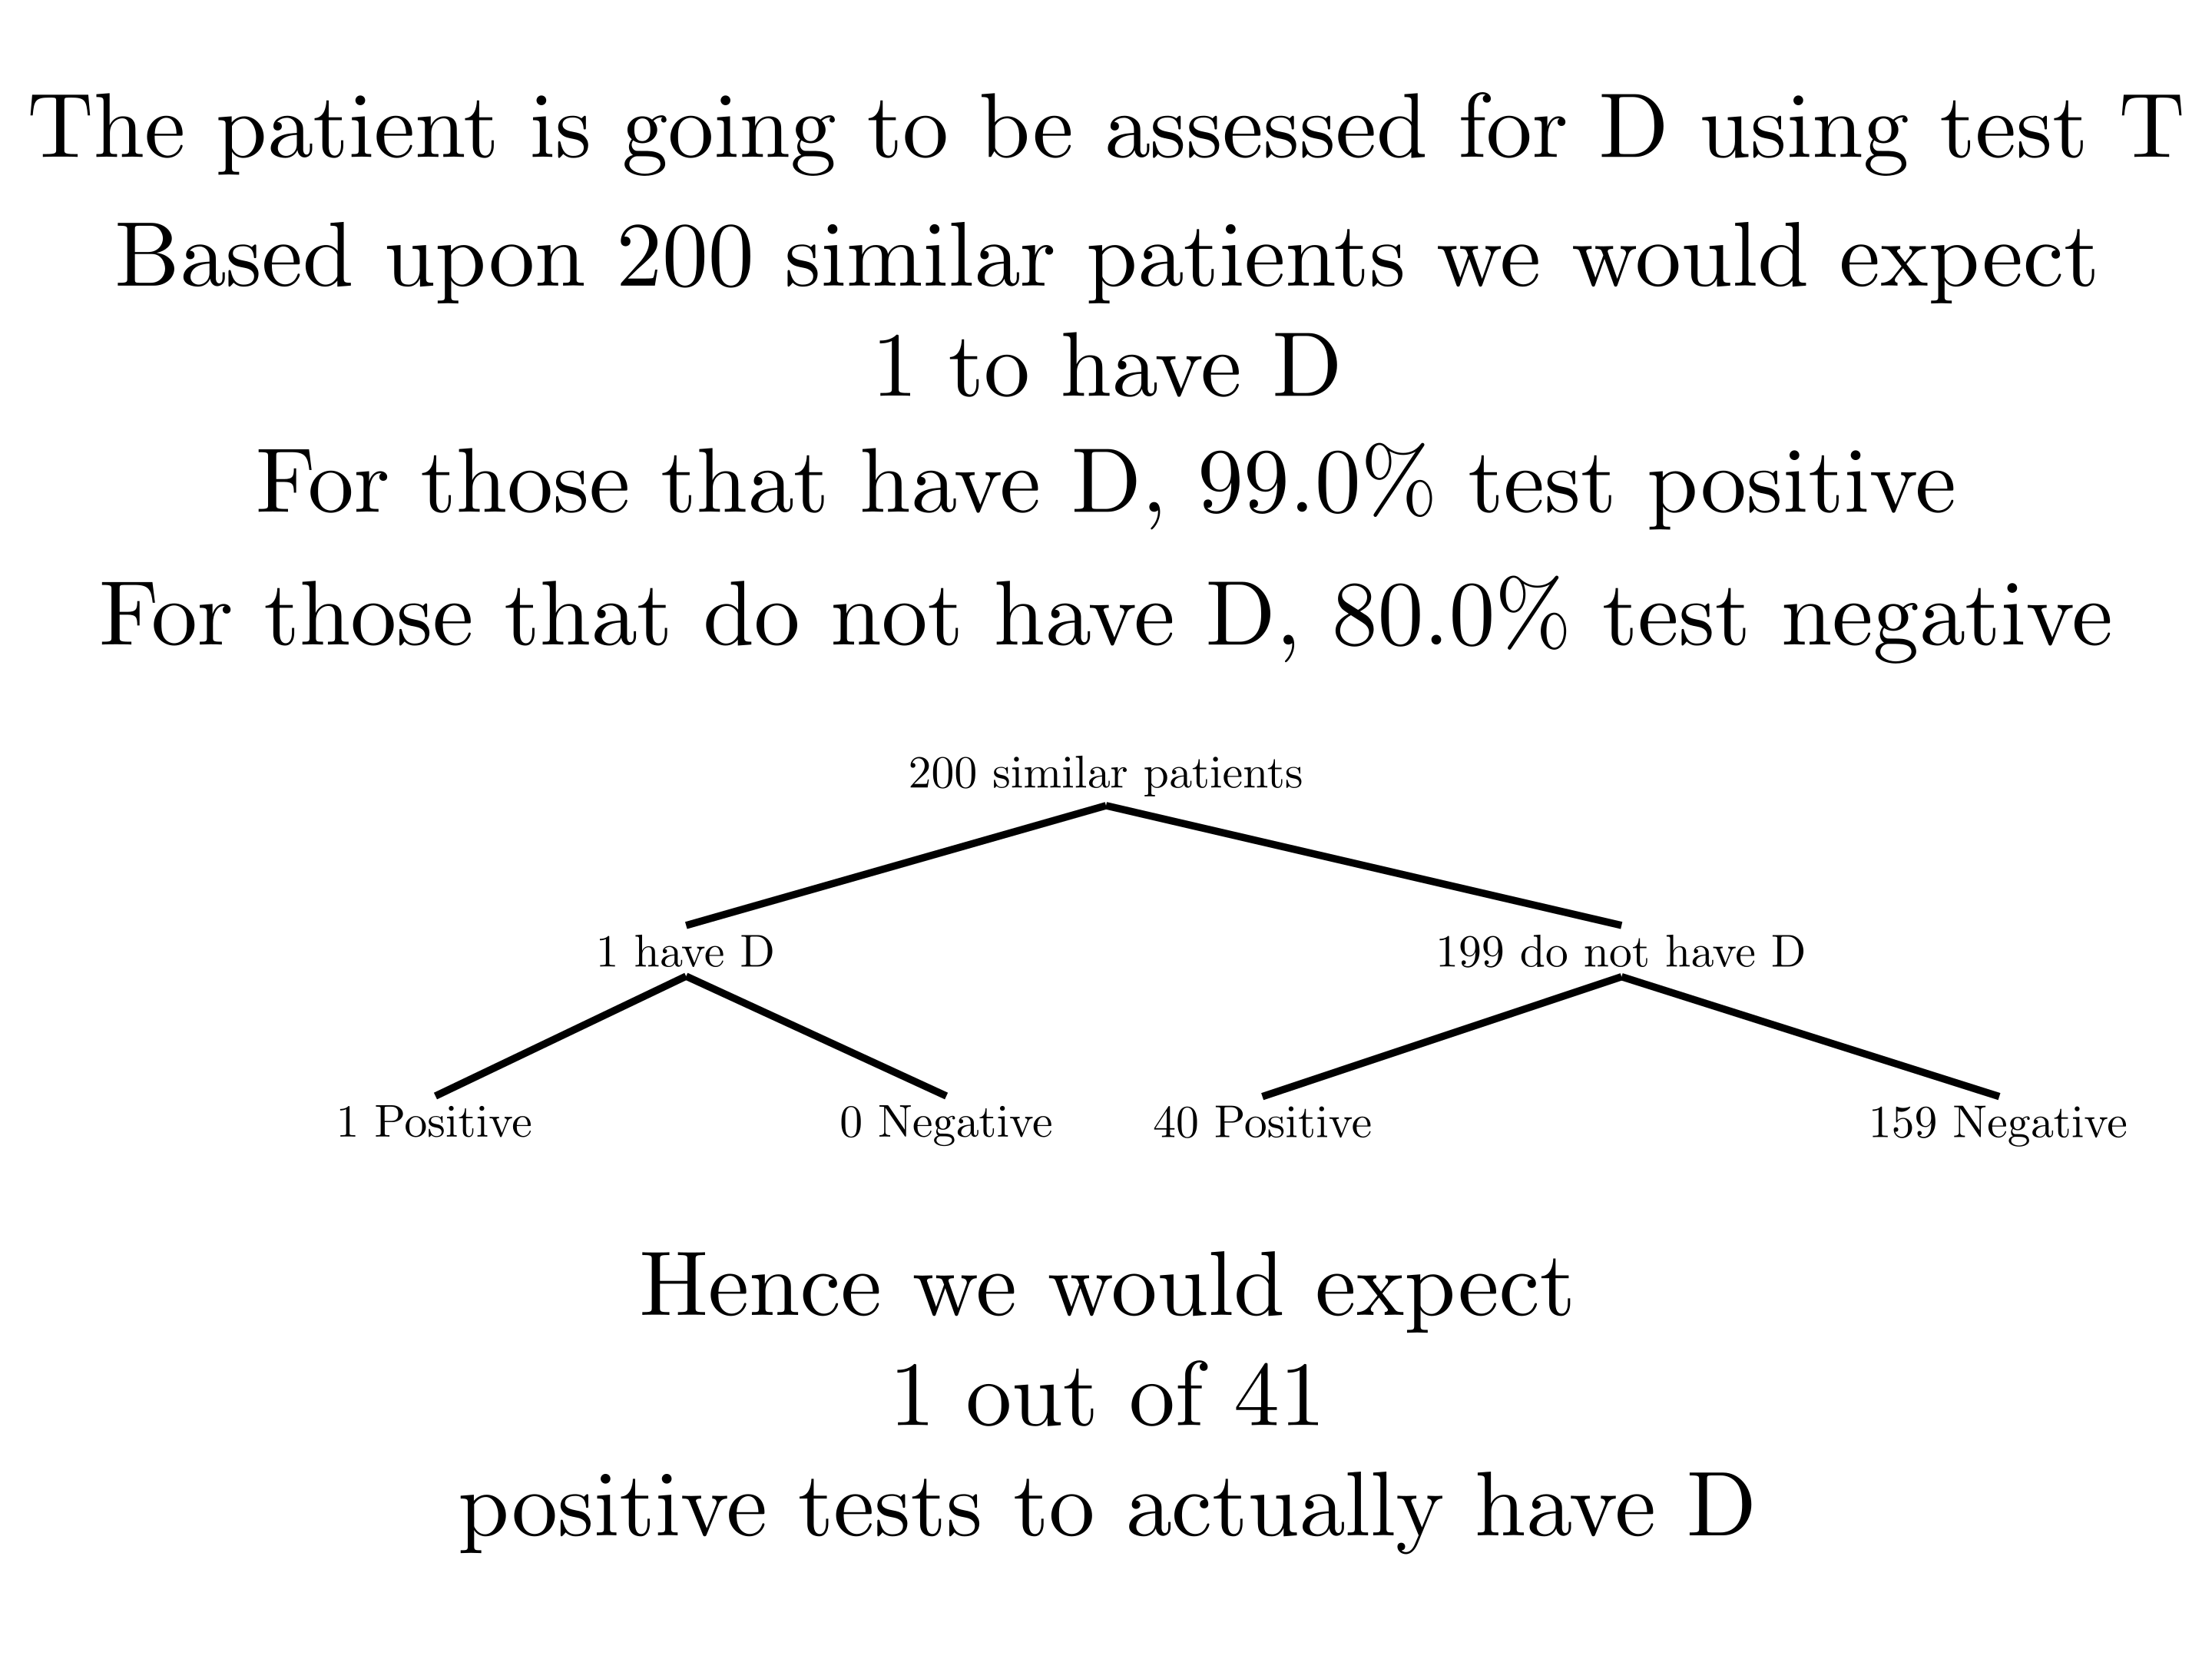 The patient is going to be assessed for D using test T
Based upon 200 similar patients we would expect
1 to have D
For those that have D, 99.0% test positive
For those that do not have D, 80.0% test negative
200 similar patients
1 have D
199 do not have D
1 Positive
0 Negative
40 Positive
159 Negative
Hence we would expect
1 out of 41
positive tests to actually have D